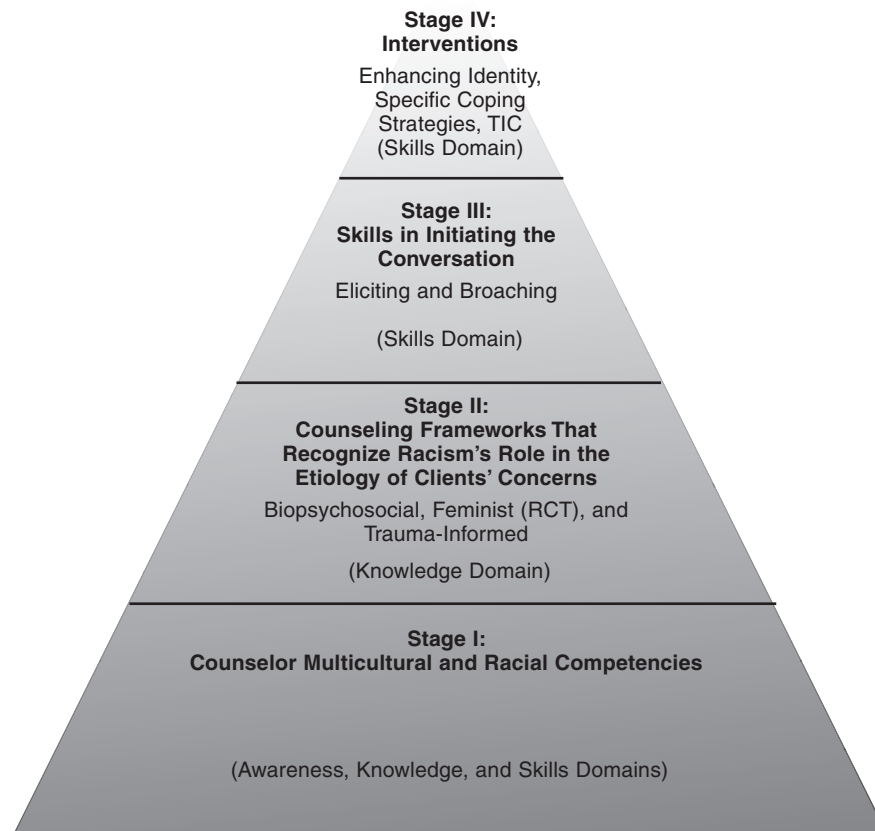 Stage IV:
Interventions
Enhancing Identity,
Specific Coping
Strategies, TIC
(Skills Domain)
Stage III:
Skills in Initiating the
Conversation
Eliciting and Broaching
(Skills Domain)
Stage II:
Counseling Frameworks That
Recognize Racism’s Role in the
Etiology of Clients’ Concerns
Biopsychosocial, Feminist (RCT), and
Trauma-Informed
(Knowledge Domain)
Stage I:
Counselor Multicultural and Racial Competencies
(Awareness, Knowledge, and Skills Domains)